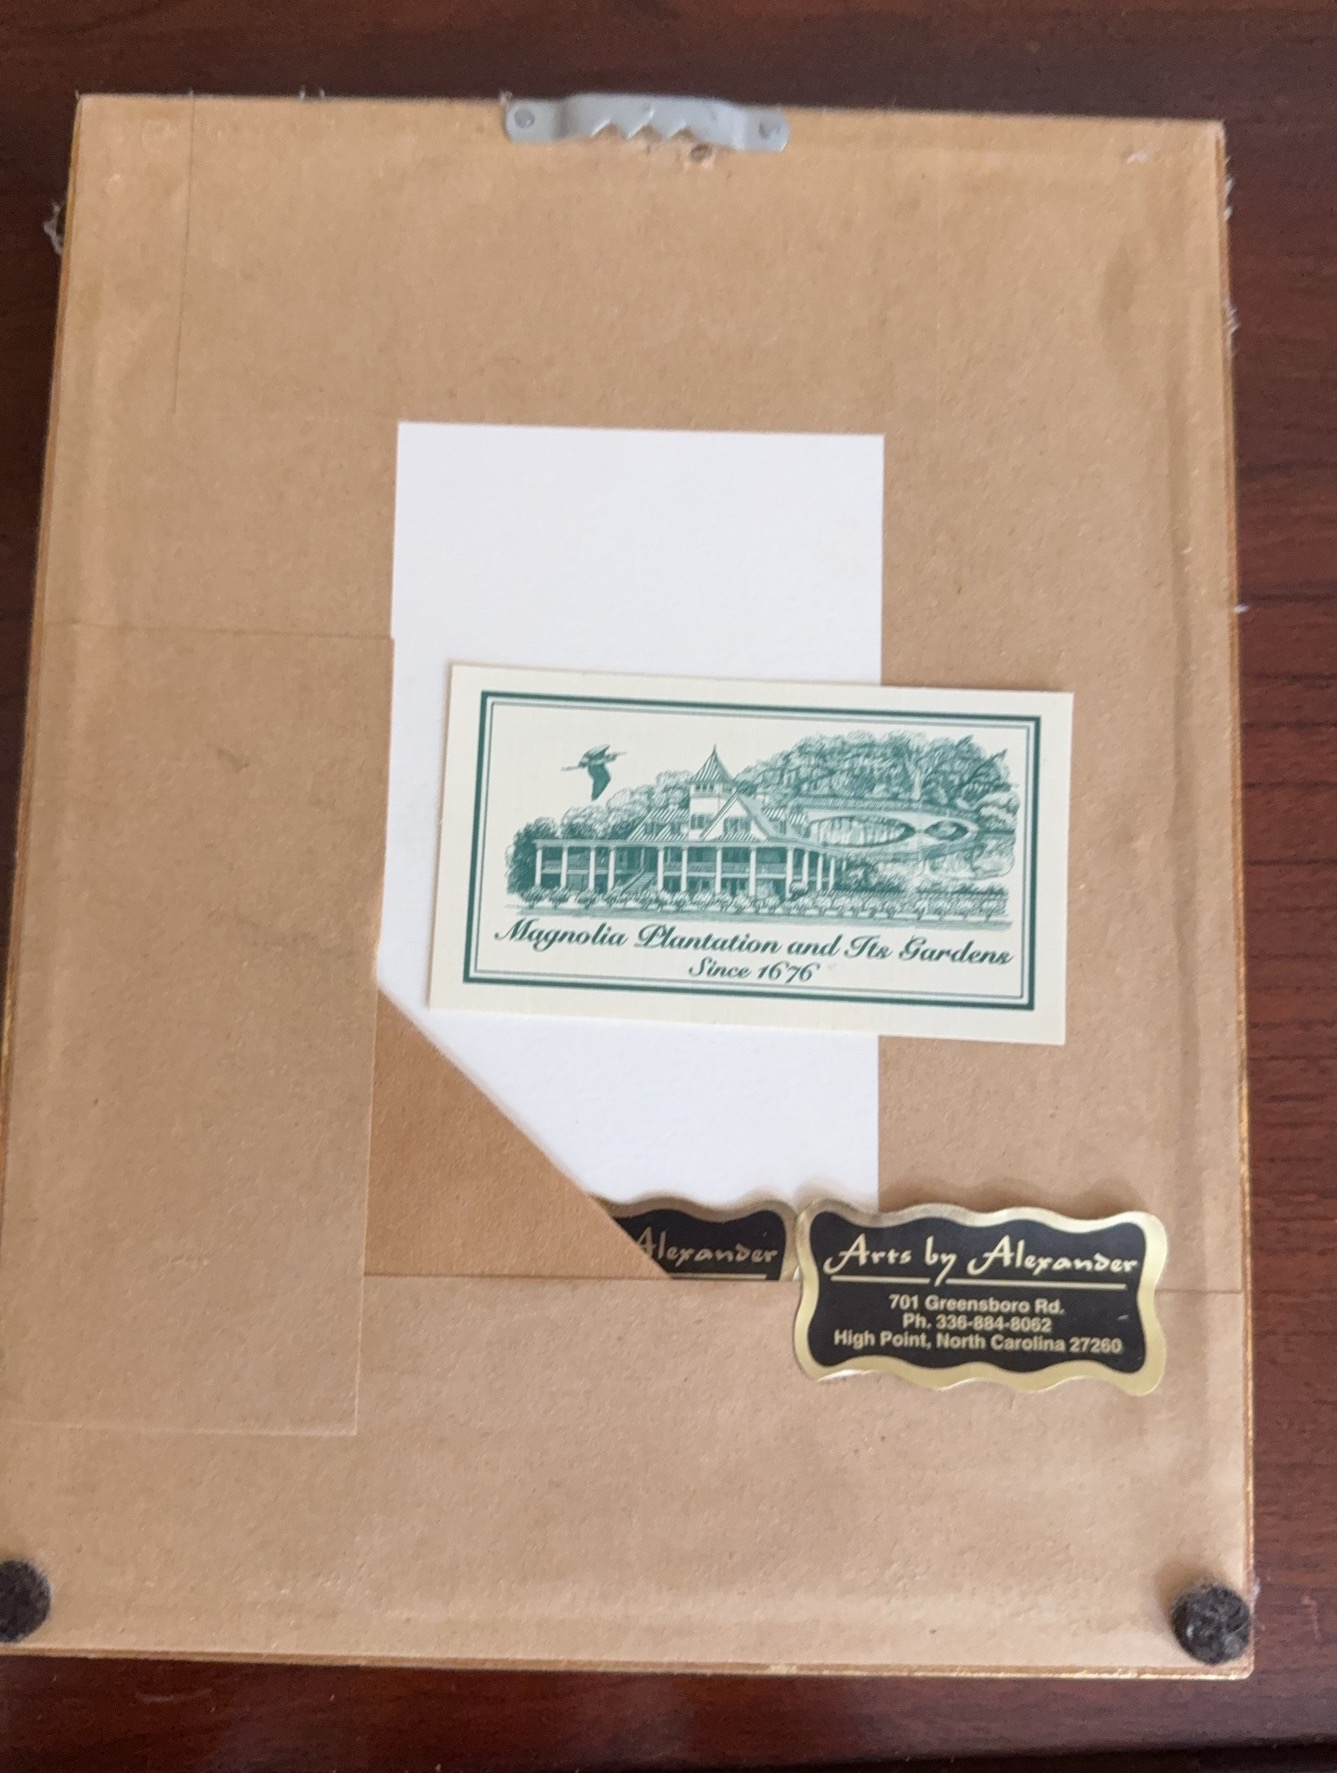 Magnolia Plantation and Its Gardens
Since 1676
Alexander
Arts by Alexander
701 Greensboro Rd.
Ph. 336-884-8062
High Point, North Carolina 27260